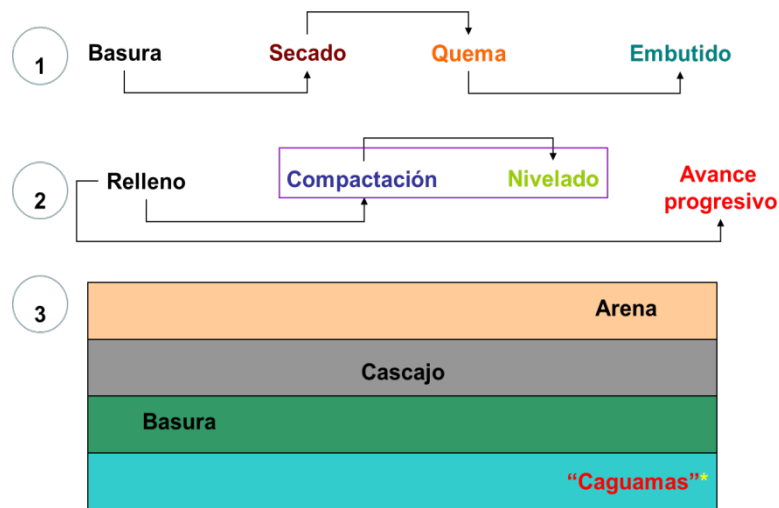 1
Basura
Secado
Quema
Embutido
2
Relleno
Compactación
Nivelado
Avance
progresivo
3
Arena
Cascajo
Basura
“Caguamas”*